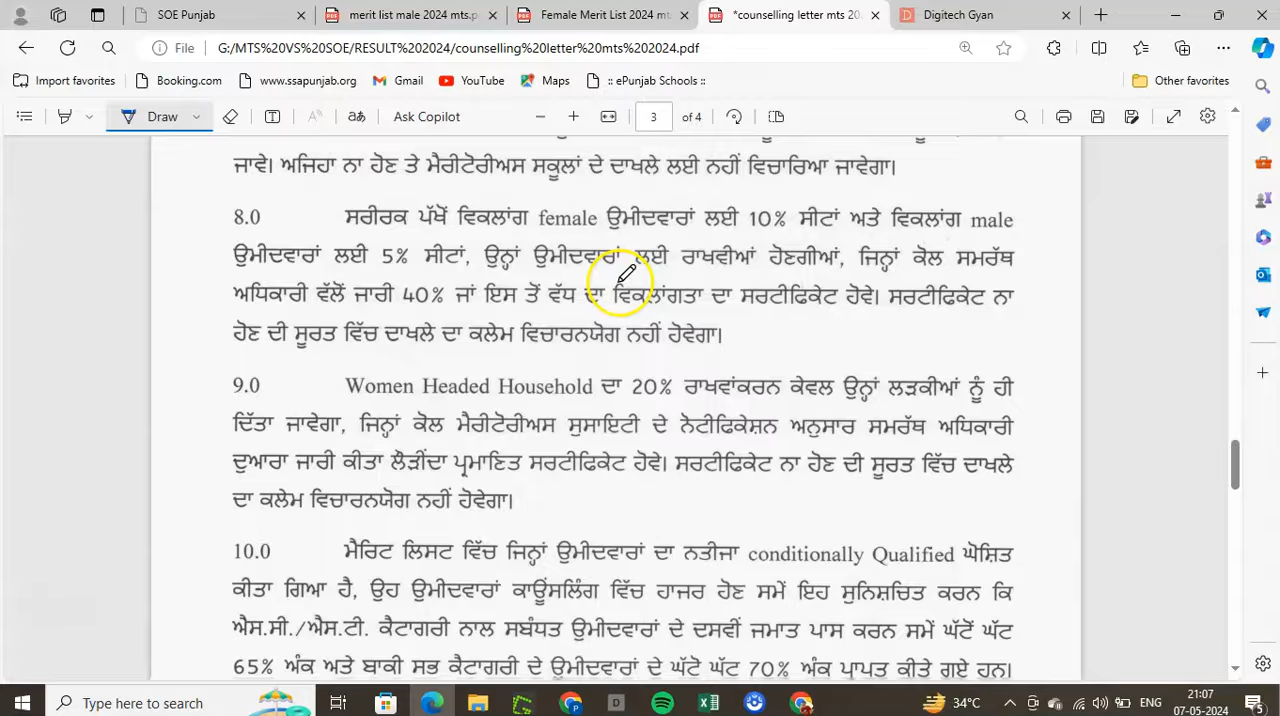 SOE Punjab
merit list male 2024 mts.p
Female Merit List 2024 mt
*counselling letter mts 20
Digitech Gyan
File
G:/MTS%20VS%20SOE/RESULT%202024/counselling%20letter%20mts%202024.pdf
Import favorites
Booking.com
www.ssapunjab.org
Gmail
YouTube
Maps
:: ePunjab Schools ::
Other favorites
Draw
Ask Copilot
3 of 4
ਜਾਵੇ। ਅਜਿਹਾ ਨਾ ਹੋਣ ਤੇ ਮੈਰੀਟੋਰੀਅਸ ਸਕੂਲਾਂ ਦੇ ਦਾਖਲੇ ਲਈ ਨਹੀਂ ਵਿਚਾਰਿਆ ਜਾਵੇਗਾ।
8.0 ਸਰੀਰਕ ਪੱਖੋਂ ਵਿਕਲਾਂਗ female ਉਮੀਦਵਾਰਾਂ ਲਈ 10% ਸੀਟਾਂ ਅਤੇ ਵਿਕਲਾਂਗ male
ਉਮੀਦਵਾਰਾਂ ਲਈ 5% ਸੀਟਾਂ, ਉਨ੍ਹਾਂ ਉਮੀਦਵਾਰਾਂ ਲਈ ਰਾਖਵੀਆਂ ਹੋਣਗੀਆਂ, ਜਿਨ੍ਹਾਂ ਕੋਲ ਸਮਰੱਥ
ਅਧਿਕਾਰੀ ਵੱਲੋਂ ਜਾਰੀ 40% ਜਾਂ ਇਸ ਤੋਂ ਵੱਧ ਦਾ ਵਿਕਲਾਂਗਤਾ ਦਾ ਸਰਟੀਫਿਕੇਟ ਹੋਵੇ। ਸਰਟੀਫਿਕੇਟ ਨਾ
ਹੋਣ ਦੀ ਸੂਰਤ ਵਿੱਚ ਦਾਖਲੇ ਦਾ ਕਲੇਮ ਵਿਚਾਰਨਯੋਗ ਨਹੀਂ ਹੋਵੇਗਾ।
9.0 Women Headed Household ਦਾ 20% ਰਾਖਵਾਂਕਰਨ ਕੇਵਲ ਉਨ੍ਹਾਂ ਲੜਕੀਆਂ ਨੂੰ ਹੀ
ਦਿੱਤਾ ਜਾਵੇਗਾ, ਜਿਨ੍ਹਾਂ ਕੋਲ ਮੈਰੀਟੋਰੀਅਸ ਸੁਸਾਇਟੀ ਦੇ ਨੋਟੀਫਿਕੇਸ਼ਨ ਅਨੁਸਾਰ ਸਮਰੱਥ ਅਧਿਕਾਰੀ
ਦੁਆਰਾ ਜਾਰੀ ਕੀਤਾ ਲੋੜੀਂਦਾ ਪ੍ਰਮਾਣਿਤ ਸਰਟੀਫਿਕੇਟ ਹੋਵੇ। ਸਰਟੀਫਿਕੇਟ ਨਾ ਹੋਣ ਦੀ ਸੂਰਤ ਵਿੱਚ ਦਾਖਲੇ
ਦਾ ਕਲੇਮ ਵਿਚਾਰਨਯੋਗ ਨਹੀਂ ਹੋਵੇਗਾ।
10.0 ਮੈਰਿਟ ਲਿਸਟ ਵਿੱਚ ਜਿਨ੍ਹਾਂ ਉਮੀਦਵਾਰਾਂ ਦਾ ਨਤੀਜਾ conditionally Qualified ਘੋਸ਼ਿਤ
ਕੀਤਾ ਗਿਆ ਹੈ, ਉਹ ਉਮੀਦਵਾਰਾਂ ਕਾਊਂਸਲਿੰਗ ਵਿੱਚ ਹਾਜਰ ਹੋਣ ਸਮੇਂ ਇਹ ਸੁਨਿਸ਼ਚਿਤ ਕਰਨ ਕਿ
ਐਸ.ਸੀ./ਐਸ.ਟੀ. ਕੈਟਾਗਰੀ ਨਾਲ ਸਬੰਧਤ ਉਮੀਦਵਾਰਾਂ ਦੇ ਦਸਵੀਂ ਜਮਾਤ ਪਾਸ ਕਰਨ ਸਮੇਂ ਘੱਟੋਂ ਘੱਟ
65% ਅੰਕ ਅਤੇ ਬਾਕੀ ਸਭ ਕੈਟਾਗਰੀ ਦੇ ਉਮੀਦਵਾਰਾਂ ਦੇ ਘੱਟੋ ਘੱਟ 70% ਅੰਕ ਪ੍ਰਾਪਤ ਕੀਤੇ ਗਏ ਹਨ।
Type here to search
34°C
ENG
21:07
07-05-2024